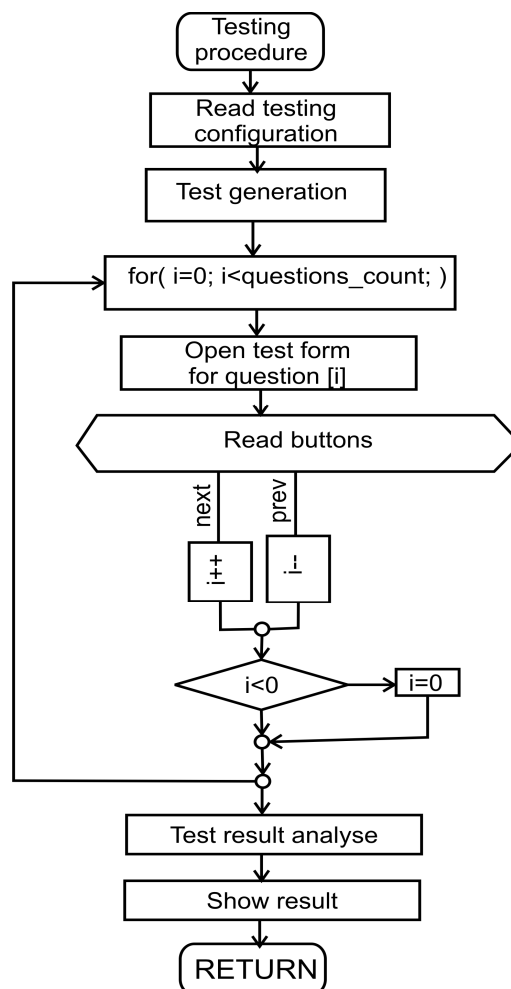 Testing
procedure
Read testing
configuration
Test generation
for( i=0; i<questions_count; )
Open test form
for question [i]
Read buttons
next
prev
i++
i--
i<0
i=0
Test result analyse
Show result
RETURN